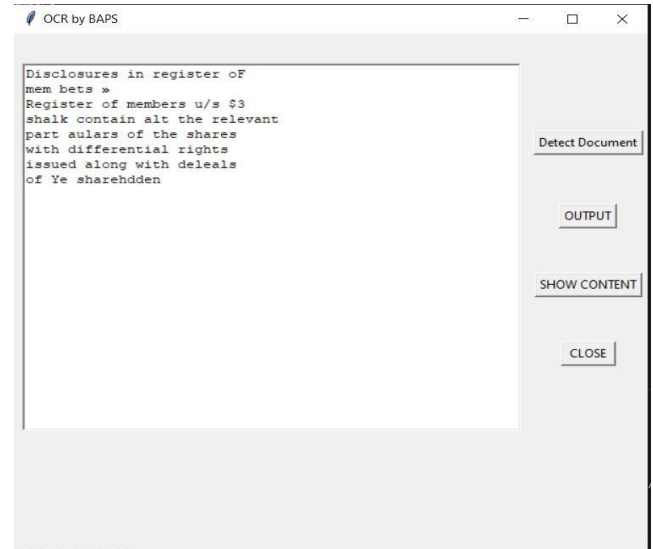 OCR by BAPS
Disclosures in register oF
mem bets »
Register of members u/s $3
shalk contain alt the relevant
part aulars of the shares
with differential rights
issued along with deleals
of Ye sharehdden
Detect Document
OUTPUT
SHOW CONTENT
CLOSE